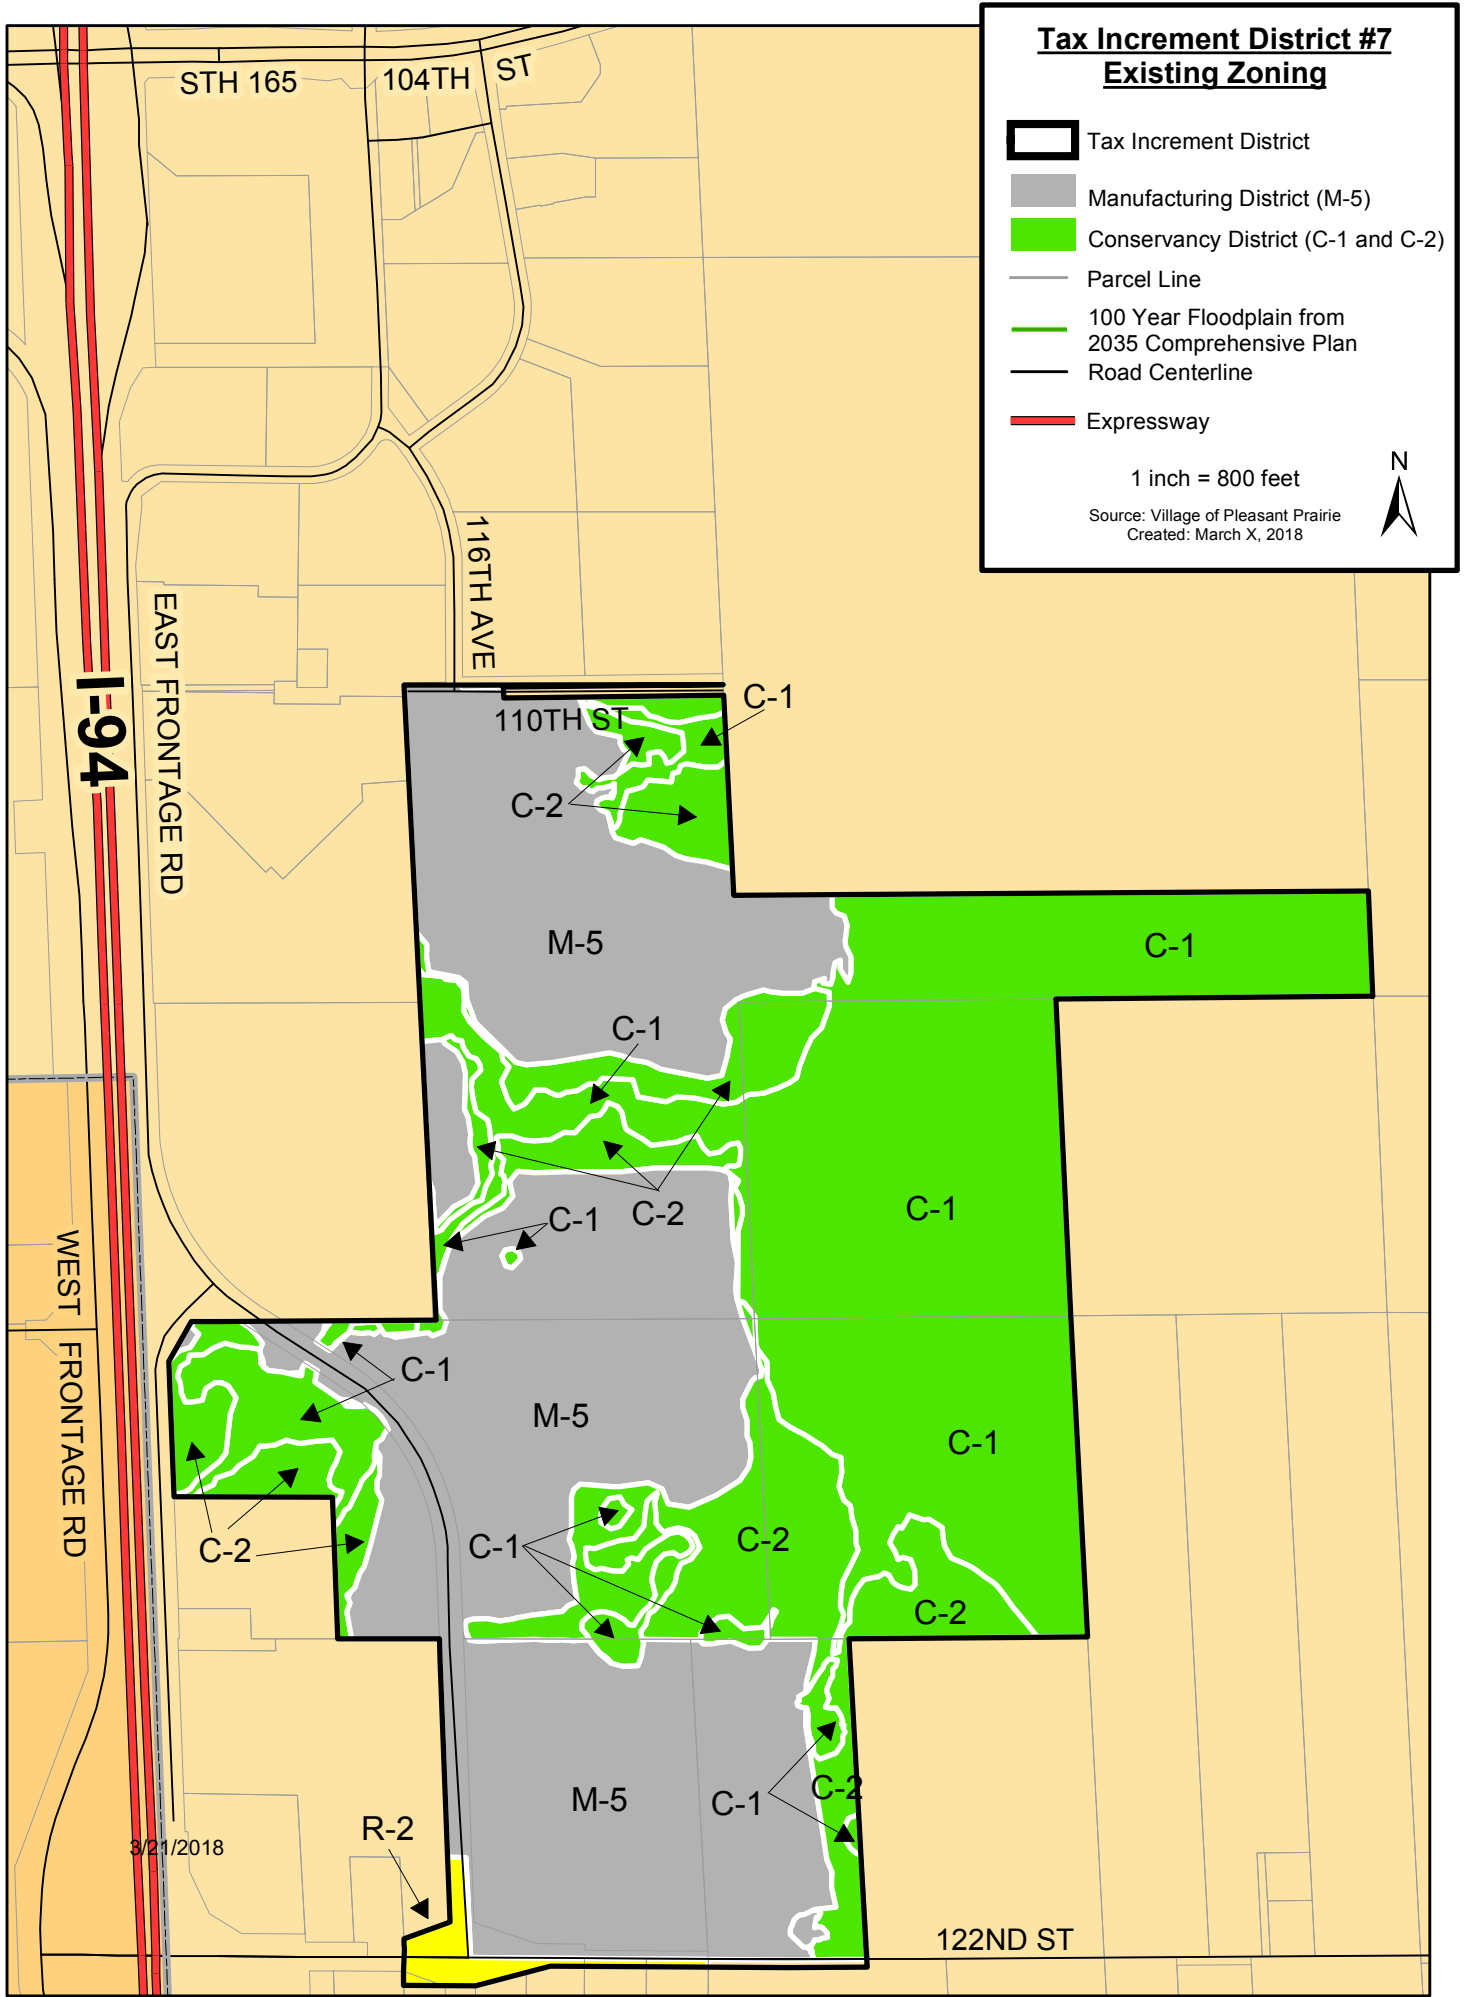 Tax Increment District #7
Existing Zoning
Tax Increment District
Manufacturing District (M-5)
Conservancy District (C-1 and C-2)
Parcel Line
100 Year Floodplain from
2035 Comprehensive Plan
Road Centerline
Expressway
1 inch = 800 feet
N
Source: Village of Pleasant Prairie
Created: March X, 2018
STH 165
104TH ST
116TH AVE
EAST FRONTAGE RD
I-94
110TH ST
C-1
C-2
M-5
C-1
C-1
C-1
C-2
C-1
C-1
M-5
C-1
WEST FRONTAGE RD
C-2
C-1
C-2
C-2
M-5
C-1
C-2
R-2
3/21/2018
122ND ST